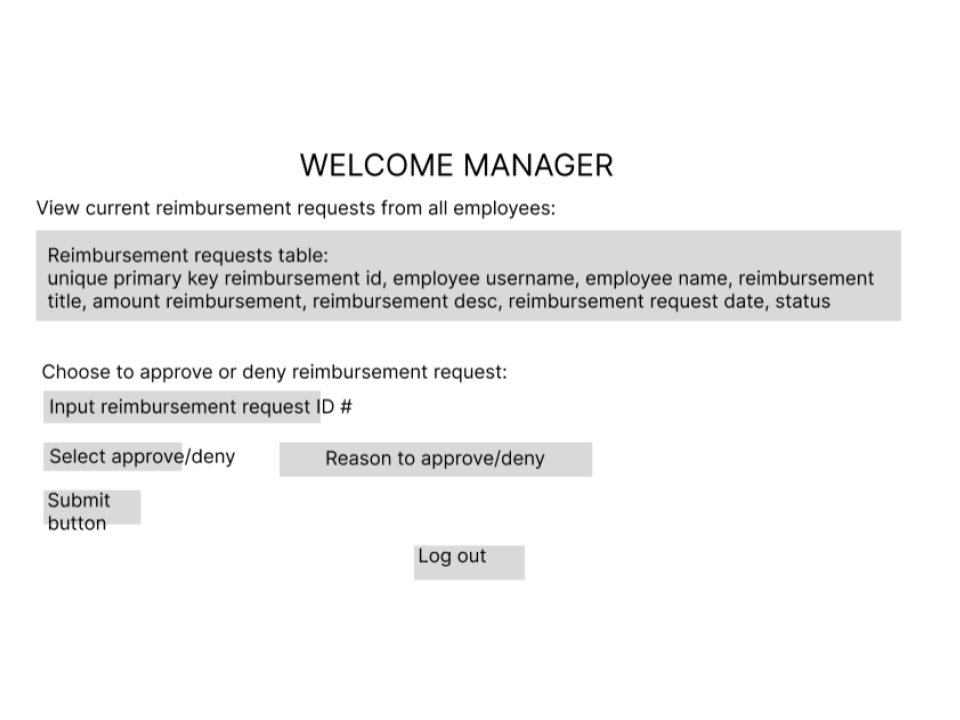 WELCOME MANAGER
View current reimbursement requests from all employees:
Reimbursement requests table:
unique primary key reimbursement id, employee username, employee name, reimbursement
title, amount reimbursement, reimbursement desc, reimbursement request date, status
Choose to approve or deny reimbursement request:
Input reimbursement request ID #
Select approve/deny
Reason to approve/deny
Submit
button
Log out